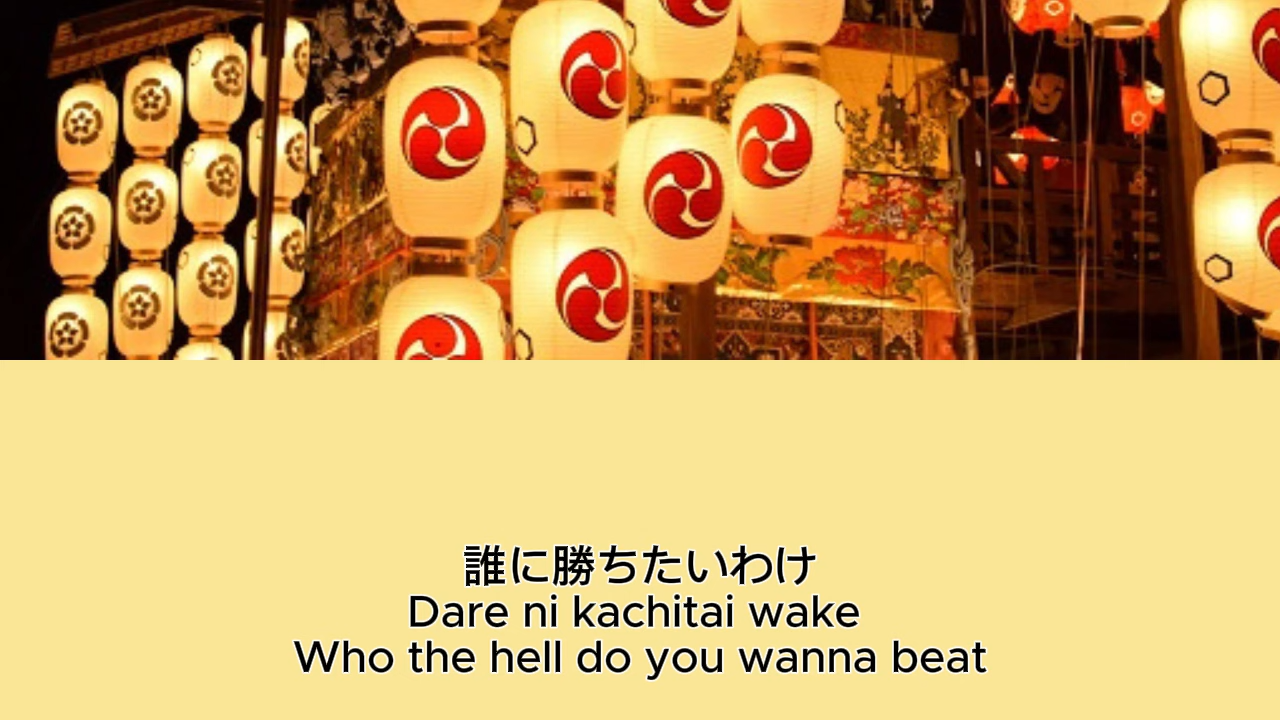 誰に勝ちたいわけ
Dare ni kachitai wake
Who the hell do you wanna beat